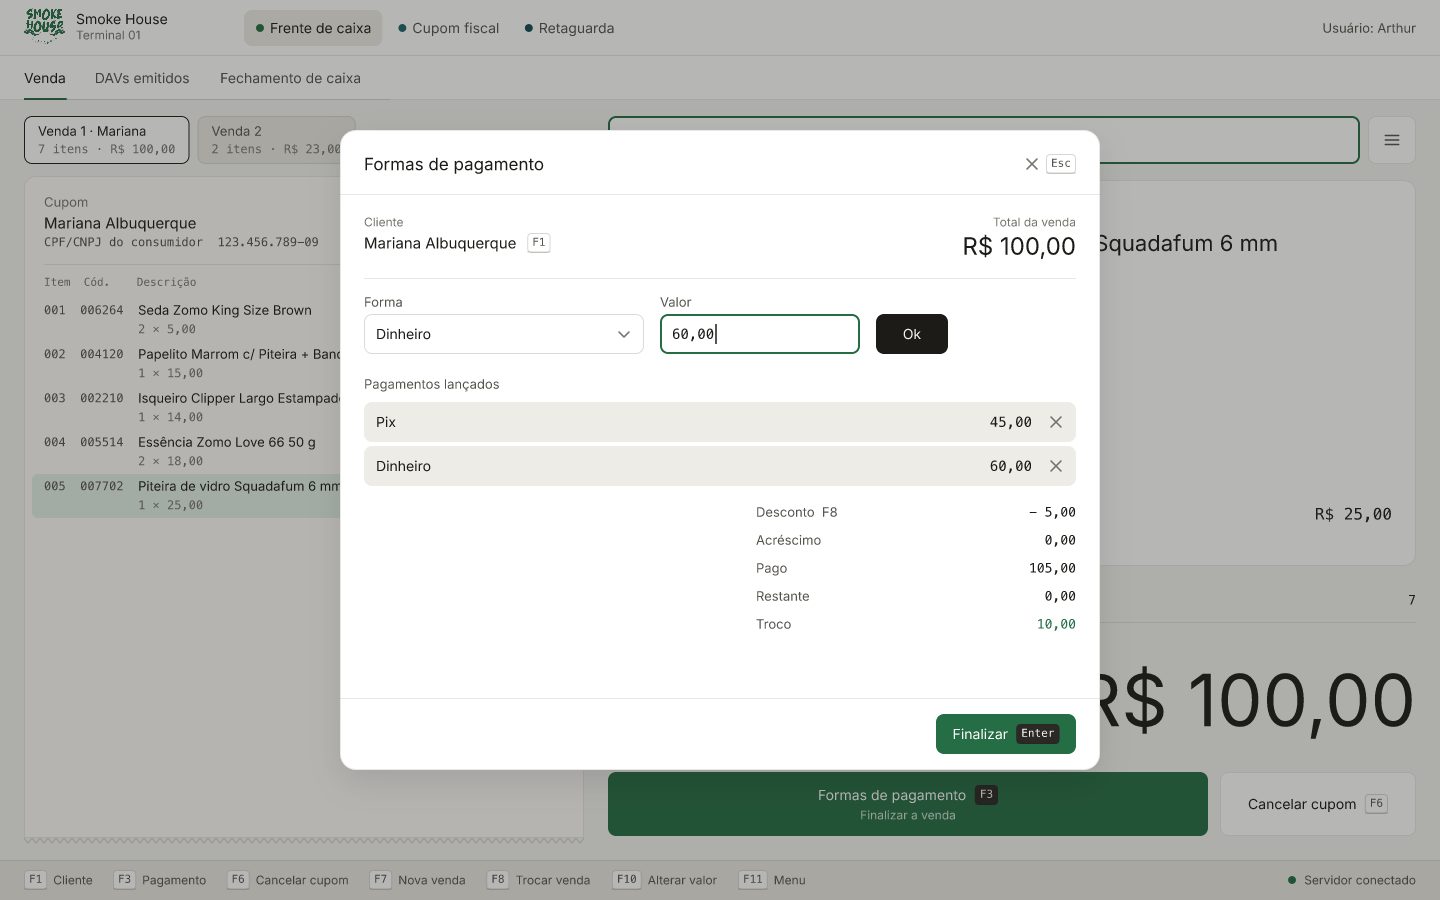 SMOKE
HOUSE
Smoke House
Terminal 01
Frente de caixa
Cupom fiscal
Retaguarda
Usuário: Arthur
Venda
DAVs emitidos
Fechamento de caixa
Venda 1 · Mariana
7 itens · R$ 100,00
Venda 2
2 itens · R$ 23,00
Cupom
Mariana Albuquerque
CPF/CNPJ do consumidor 123.456.789-09
Item Cód. Descrição
001 006264 Seda Zomo King Size Brown
2 × 5,00
002 004120 Papelito Marrom c/ Piteira + Band
1 × 15,00
003 002210 Isqueiro Clipper Largo Estampado
1 × 14,00
004 005514 Essência Zomo Love 66 50 g
2 × 18,00
005 007702 Piteira de vidro Squadafum 6 mm
1 × 25,00
Formas de pagamento
Esc
Cliente
Mariana Albuquerque F1
Total da venda
R$ 100,00
Forma
Dinheiro
Valor
60,00
Ok
Pagamentos lançados
Pix 45,00
Dinheiro 60,00
Desconto F8 − 5,00
Acréscimo 0,00
Pago 105,00
Restante 0,00
Troco 10,00
Finalizar Enter
Squadafum 6 mm
R$ 25,00
7
R$ 100,00
Formas de pagamento F3
Finalizar a venda
Cancelar cupom F6
F1 Cliente
F3 Pagamento
F6 Cancelar cupom
F7 Nova venda
F8 Trocar venda
F10 Alterar valor
F11 Menu
Servidor conectado